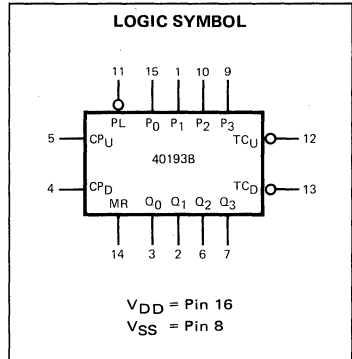 LOGIC SYMBOL
11 15 1 10 9
PL P0 P1 P2 P3
5 CPU TCU 12
40193B
4 CPD TCD 13
MR Q0 Q1 Q2 Q3
14 3 2 6 7
VDD = Pin 16
VSS = Pin 8